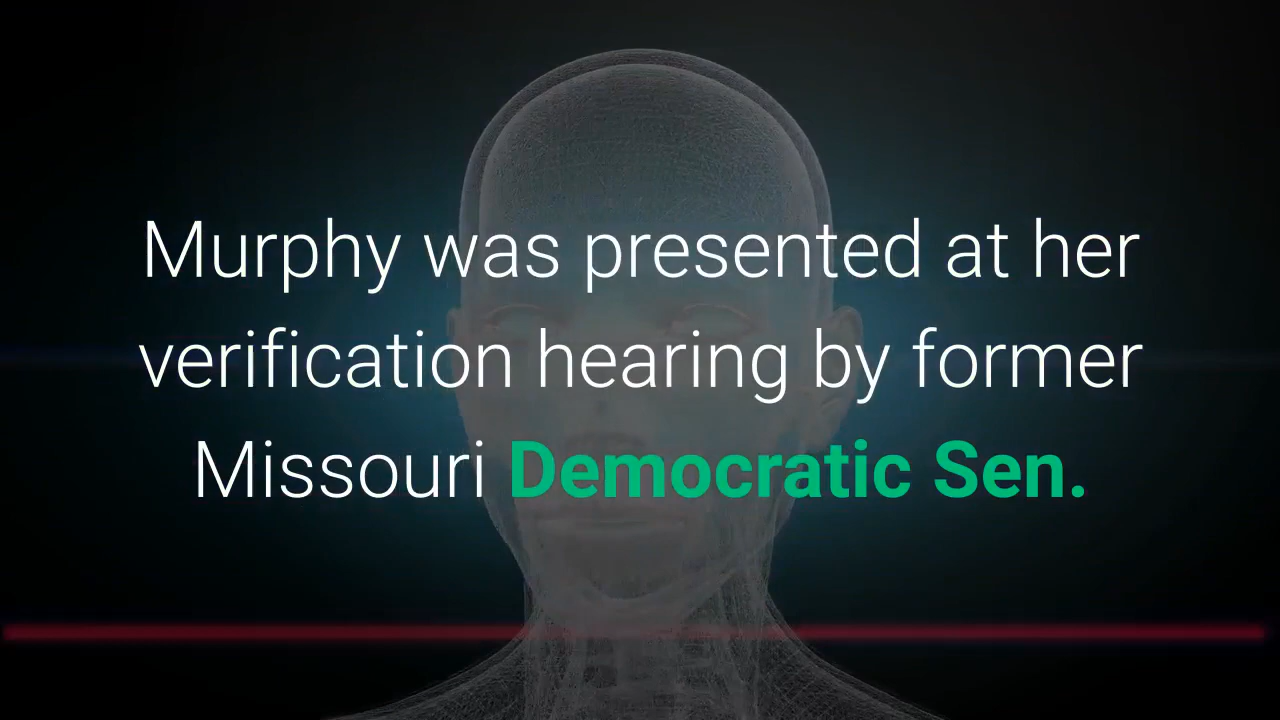 Murphy was presented at her
verification hearing by former
Missouri Democratic Sen.